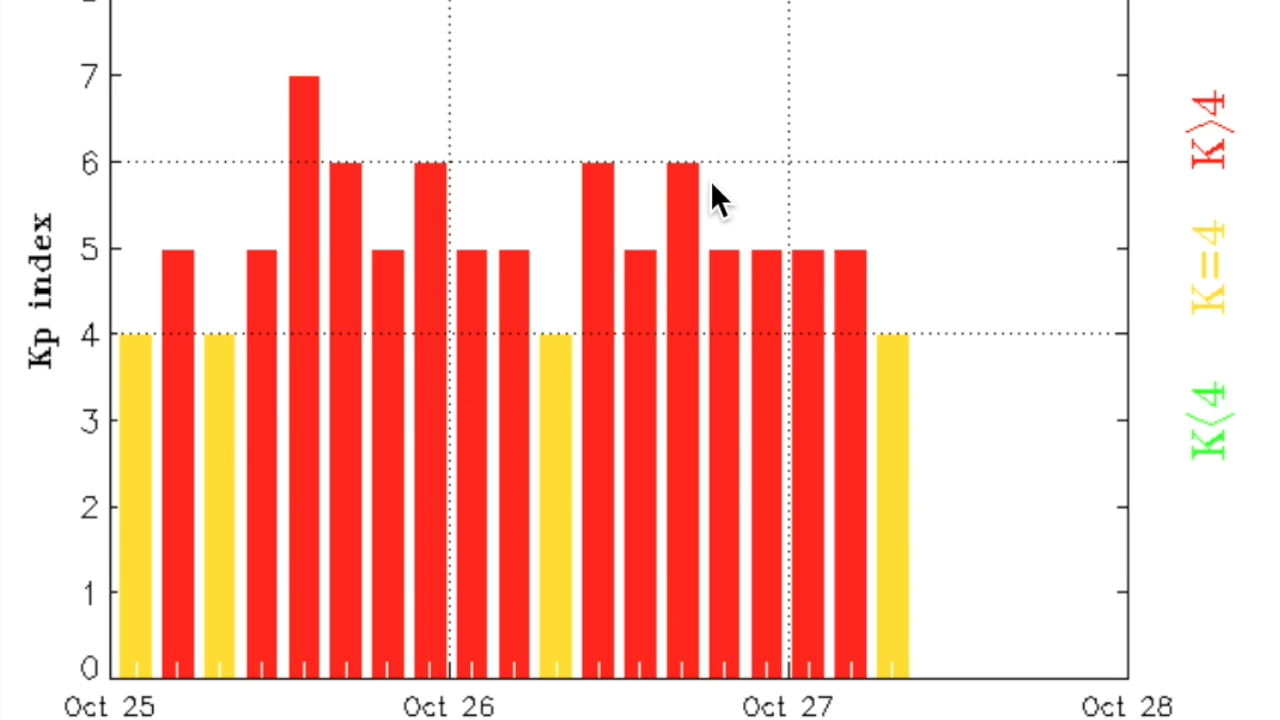 7
6
5
4
3
2
1
0
Kp index
Oct 25
Oct 26
Oct 27
Oct 28
K>4
K=4
K<4